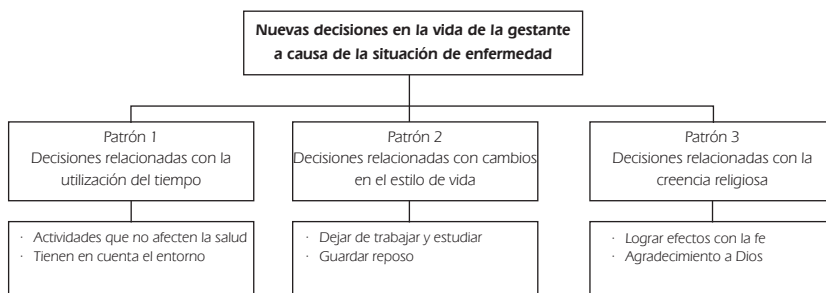 Nuevas decisiones en la vida de la gestante
a causa de la situación de enfermedad
Patrón 1
Decisiones relacionadas con la
utilización del tiempo
· Actividades que no afecten la salud
· Tienen en cuenta el entorno
Patrón 2
Decisiones relacionadas con cambios
en el estilo de vida
· Dejar de trabajar y estudiar
· Guardar reposo
Patrón 3
Decisiones relacionadas con la
creencia religiosa
· Lograr efectos con la fe
· Agradecimiento a Dios